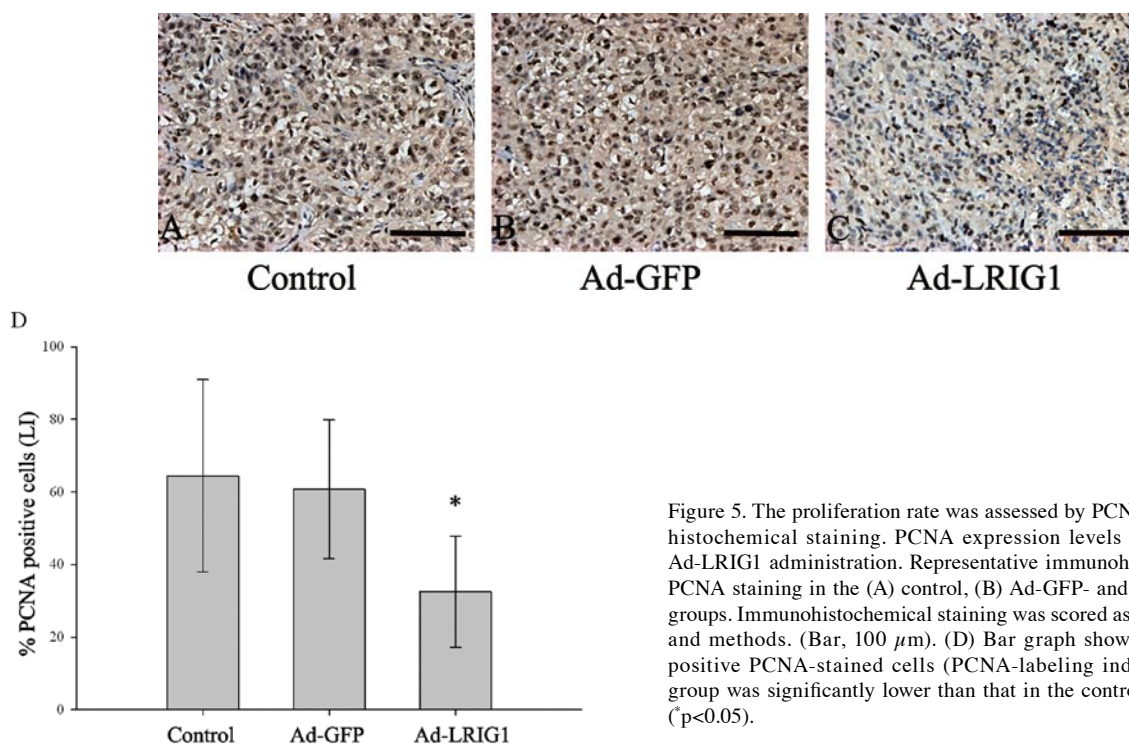 A
B
C
Control
Ad-GFP
Ad-LRIG1
D
100
80
60
40
20
0
% PCNA positive cells (LI)
*
Control
Ad-GFP
Ad-LRIG1
Figure 5. The proliferation rate was assessed by PCN
histochemical staining. PCNA expression levels
Ad-LRIG1 administration. Representative immunoh
PCNA staining in the (A) control, (B) Ad-GFP- and
groups. Immunohistochemical staining was scored as
and methods. (Bar, 100 µm). (D) Bar graph show
positive PCNA-stained cells (PCNA-labeling ind
group was significantly lower than that in the contro
(*p<0.05).